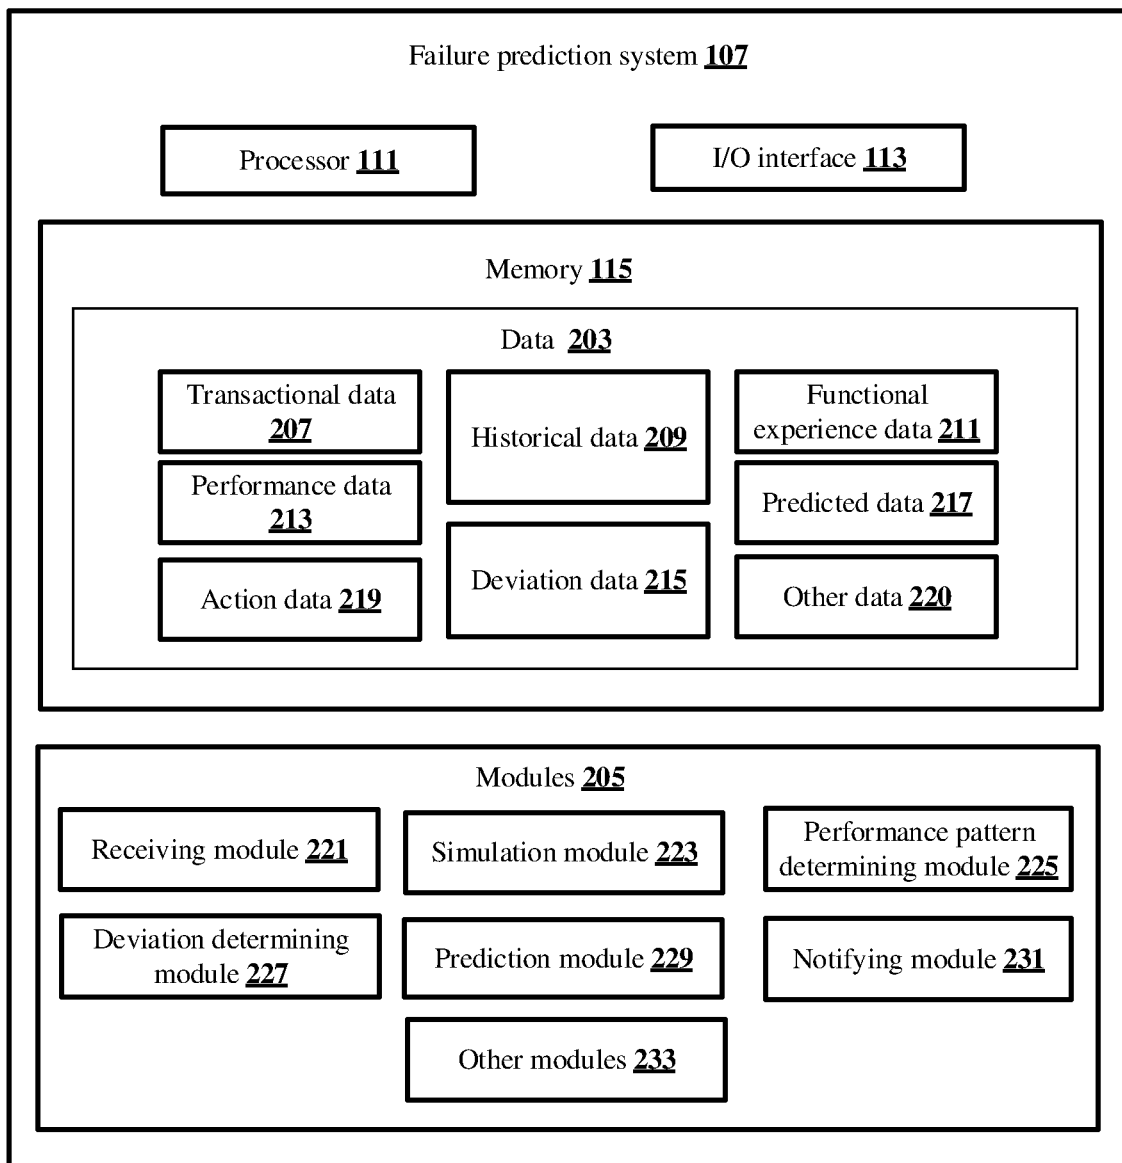 Failure prediction system 107
Processor 111
I/O interface 113
Memory 115
Data 203
Transactional data
207
Historical data 209
Functional
experience data 211
Performance data
213
Predicted data 217
Deviation data 215
Action data 219
Other data 220
Modules 205
Receiving module 221
Simulation module 223
Performance pattern
determining module 225
Deviation determining
module 227
Prediction module 229
Notifying module 231
Other modules 233